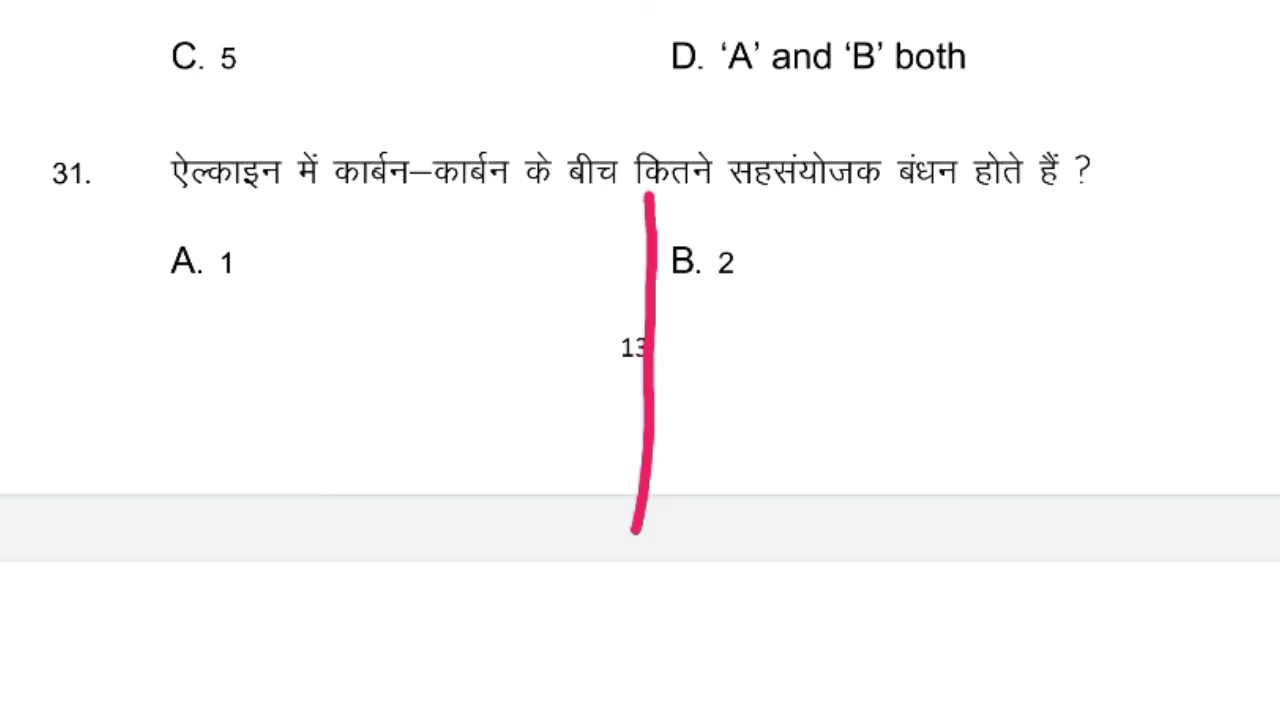 C. 5 D. ‘A’ and ‘B’ both
31. ऐल्काइन में कार्बन–कार्बन के बीच कितने सहसंयोजक बंधन होते हैं ?
A. 1 B. 2
13